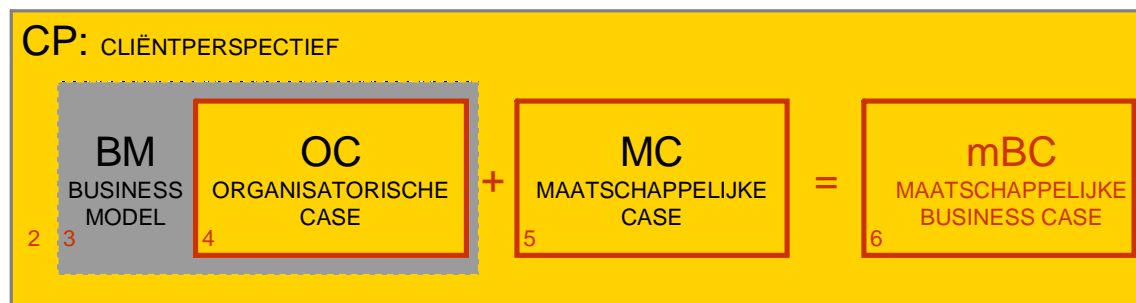 CP: CLIËNTPERSPECTIEF
BM
BUSINESS
MODEL
OC
ORGANISATORISCHE
CASE
+
MC
MAATSCHAPPELIJKE
CASE
=
mBC
MAATSCHAPPELIJKE
BUSINESS CASE
2
3
4
5
6